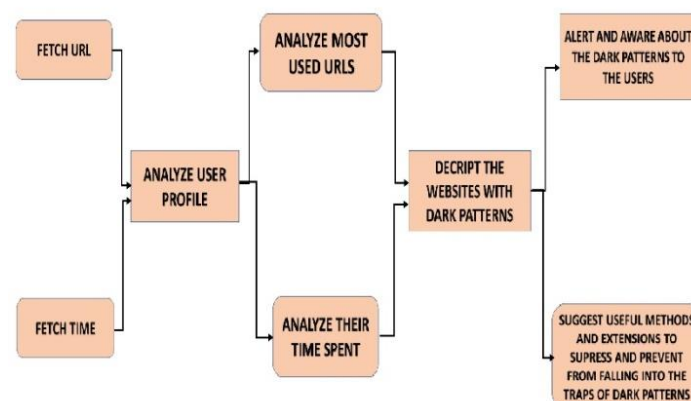 FETCH URL
FETCH TIME
ANALYZE USER
PROFILE
ANALYZE MOST
USED URLS
ANALYZE THEIR
TIME SPENT
DECRIPT THE
WEBSITES WITH
DARK PATTERNS
ALERT AND AWARE ABOUT
THE DARK PATTERNS TO
THE USERS
SUGGEST USEFUL METHODS
AND EXTENSIONS TO
SUPRESS AND PREVENT
FROM FALLING INTO THE
TRAPS OF DARK PATTERNS